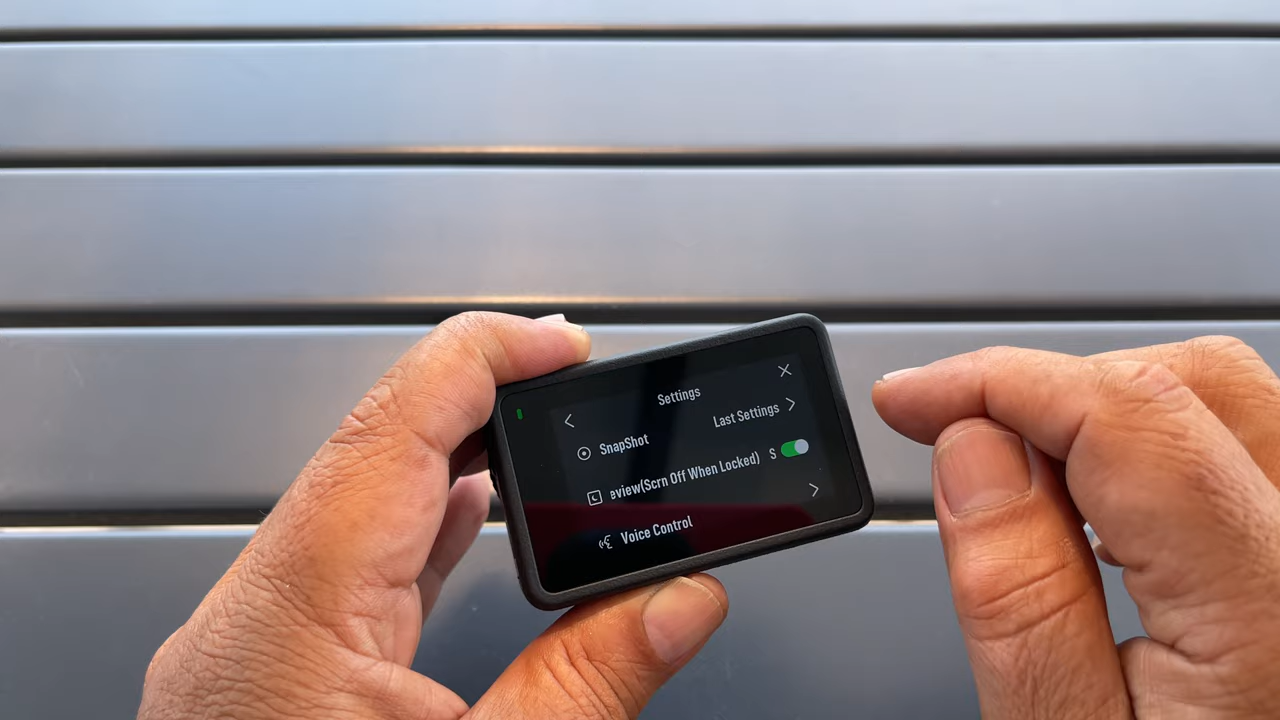 Settings
SnapShot
Last Settings
eview(Scrn Off When Locked) S
Voice Control